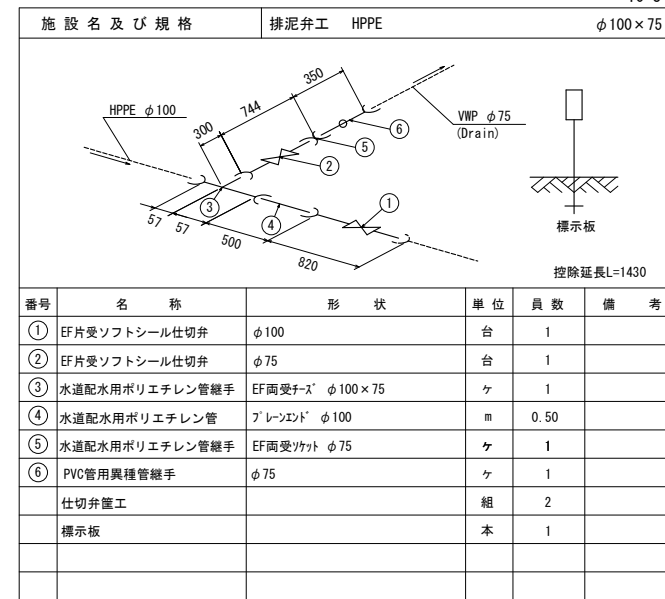 施設名及び規格 排泥弁工 HPPE φ100×75
350
744
300
HPPE φ100
VWP φ75
(Drain)
⑥
⑤
②
①
③
④
57 57 500 820
標示板
控除延長L=1430
番号 名称 形状 単位 員数 備考
① EF片受ソフトシール仕切弁 φ100 台 1
② EF片受ソフトシール仕切弁 φ75 台 1
③ 水道配水用ポリエチレン管継手 EF両受チーズ φ100×75 ケ 1
④ 水道配水用ポリエチレン管 プレーンエンド φ100 m 0.50
⑤ 水道配水用ポリエチレン管継手 EF両受ソケット φ75 ケ 1
⑥ PVC管用異種管継手 φ75 ケ 1
仕切弁筐工 組 2
標示板 本 1